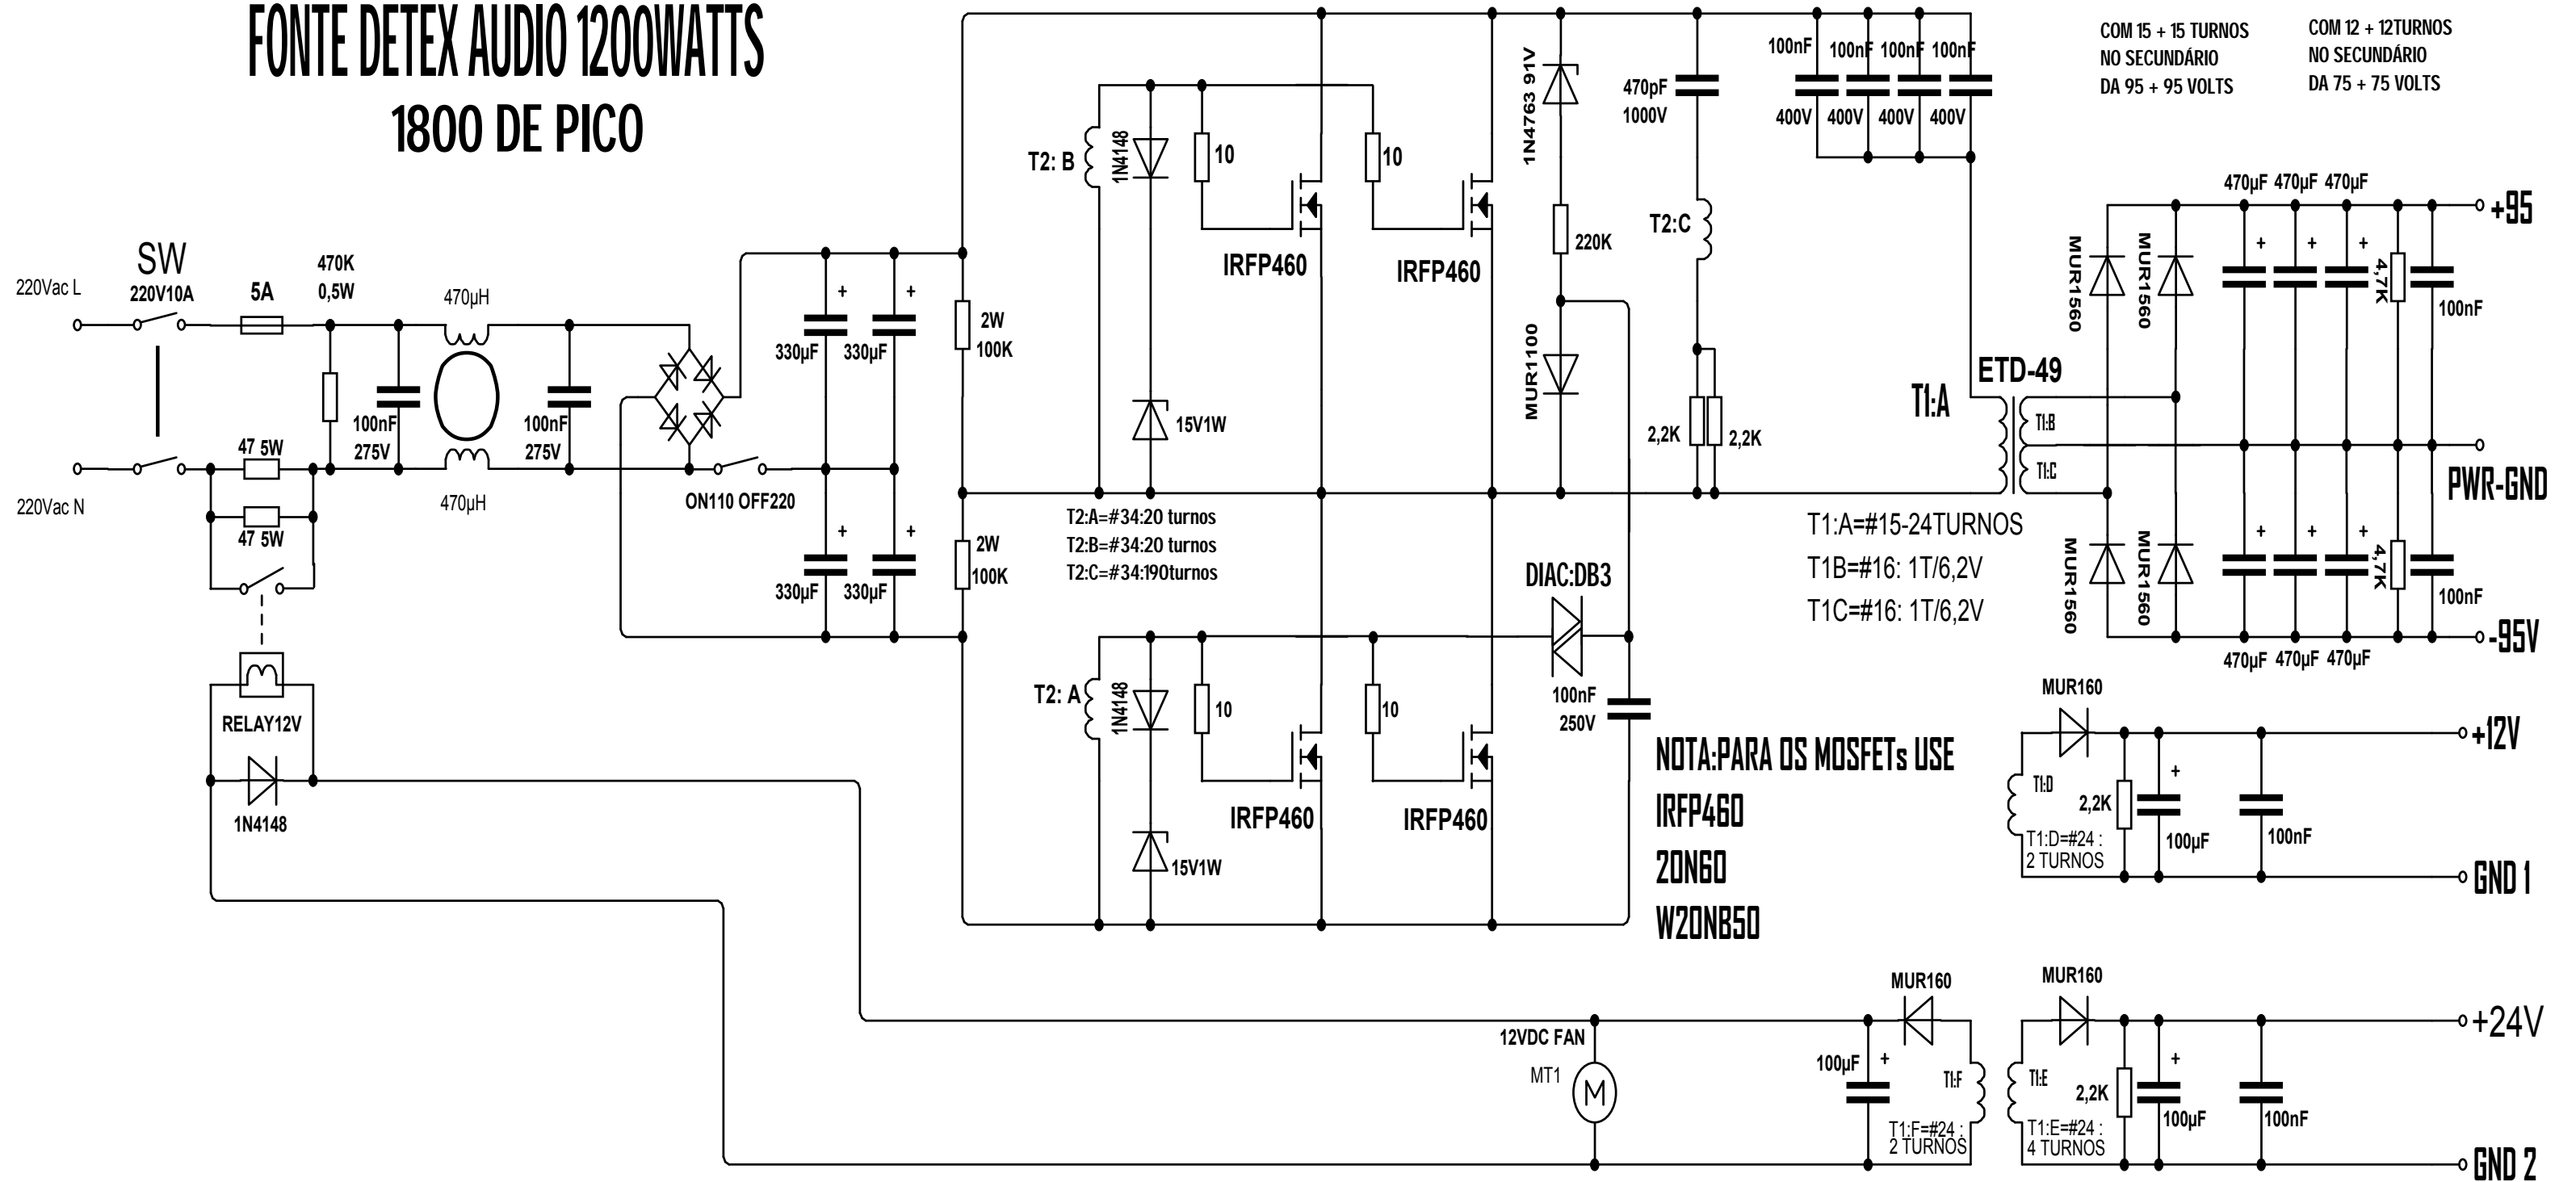 FONTE DETEX AUDIO 1200WATTS
1800 DE PICO
COM 15 + 15 TURNOS
NO SECUNDÁRIO
DA 95 + 95 VOLTS
COM 12 + 12TURNOS
NO SECUNDÁRIO
DA 75 + 75 VOLTS
220Vac L
SW
220V10A
5A
470K
0,5W
470µH
100nF
275V
100nF
275V
47 5W
47 5W
220Vac N
470µH
ON110 OFF220
RELAY12V
1N4148
330µF
330µF
330µF
330µF
2W
100K
2W
100K
T2: B
1N4148
10
10
IRFP460
IRFP460
15V1W
T2:A=#34:20 turnos
T2:B=#34:20 turnos
T2:C=#34:190turnos
T2: A
1N4148
10
10
IRFP460
IRFP460
15V1W
1N4763 91V
220K
MUR1100
470pF
1000V
T2:C
2,2K
2,2K
DIAC:DB3
100nF
250V
100nF
100nF
100nF
100nF
400V
400V
400V
400V
NOTA:PARA OS MOSFETs USE
IRFP460
20N60
W20NB50
T1:A
ETD-49
T1:B
T1:C
T1:A=#15-24TURNOS
T1B=#16: 1T/6,2V
T1C=#16: 1T/6,2V
MUR1560
MUR1560
MUR1560
MUR1560
470µF
470µF
470µF
+
+
+
4,7K
100nF
+95
PWR-GND
+
+
+
4,7K
100nF
-95V
470µF
470µF
470µF
MUR160
T1:D
T1:D=#24 :
2 TURNOS
2,2K
+
100µF
100nF
+12V
GND 1
12VDC FAN
MT1
M
MUR160
100µF
+
T1:F
T1:F=#24 :
2 TURNOS
MUR160
T1:E
T1:E=#24 :
4 TURNOS
2,2K
+
100µF
100nF
+24V
GND 2
+
+
+
+